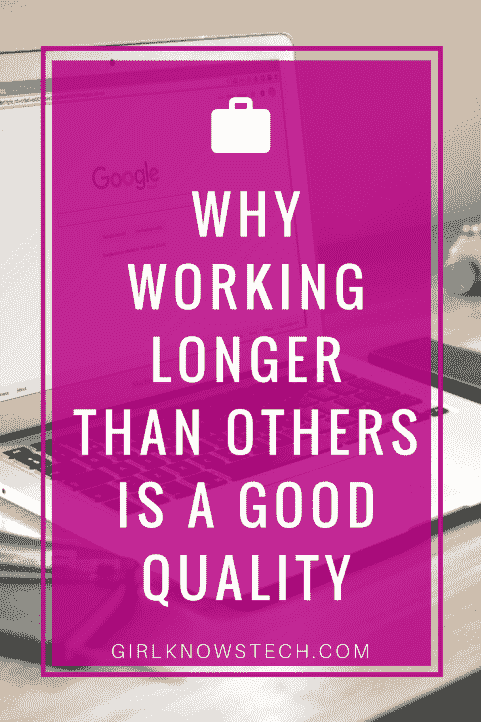 Google
WHY
WORKING
LONGER
THAN OTHERS
IS A GOOD
QUALITY
GIRLKNOWSTECH.COM